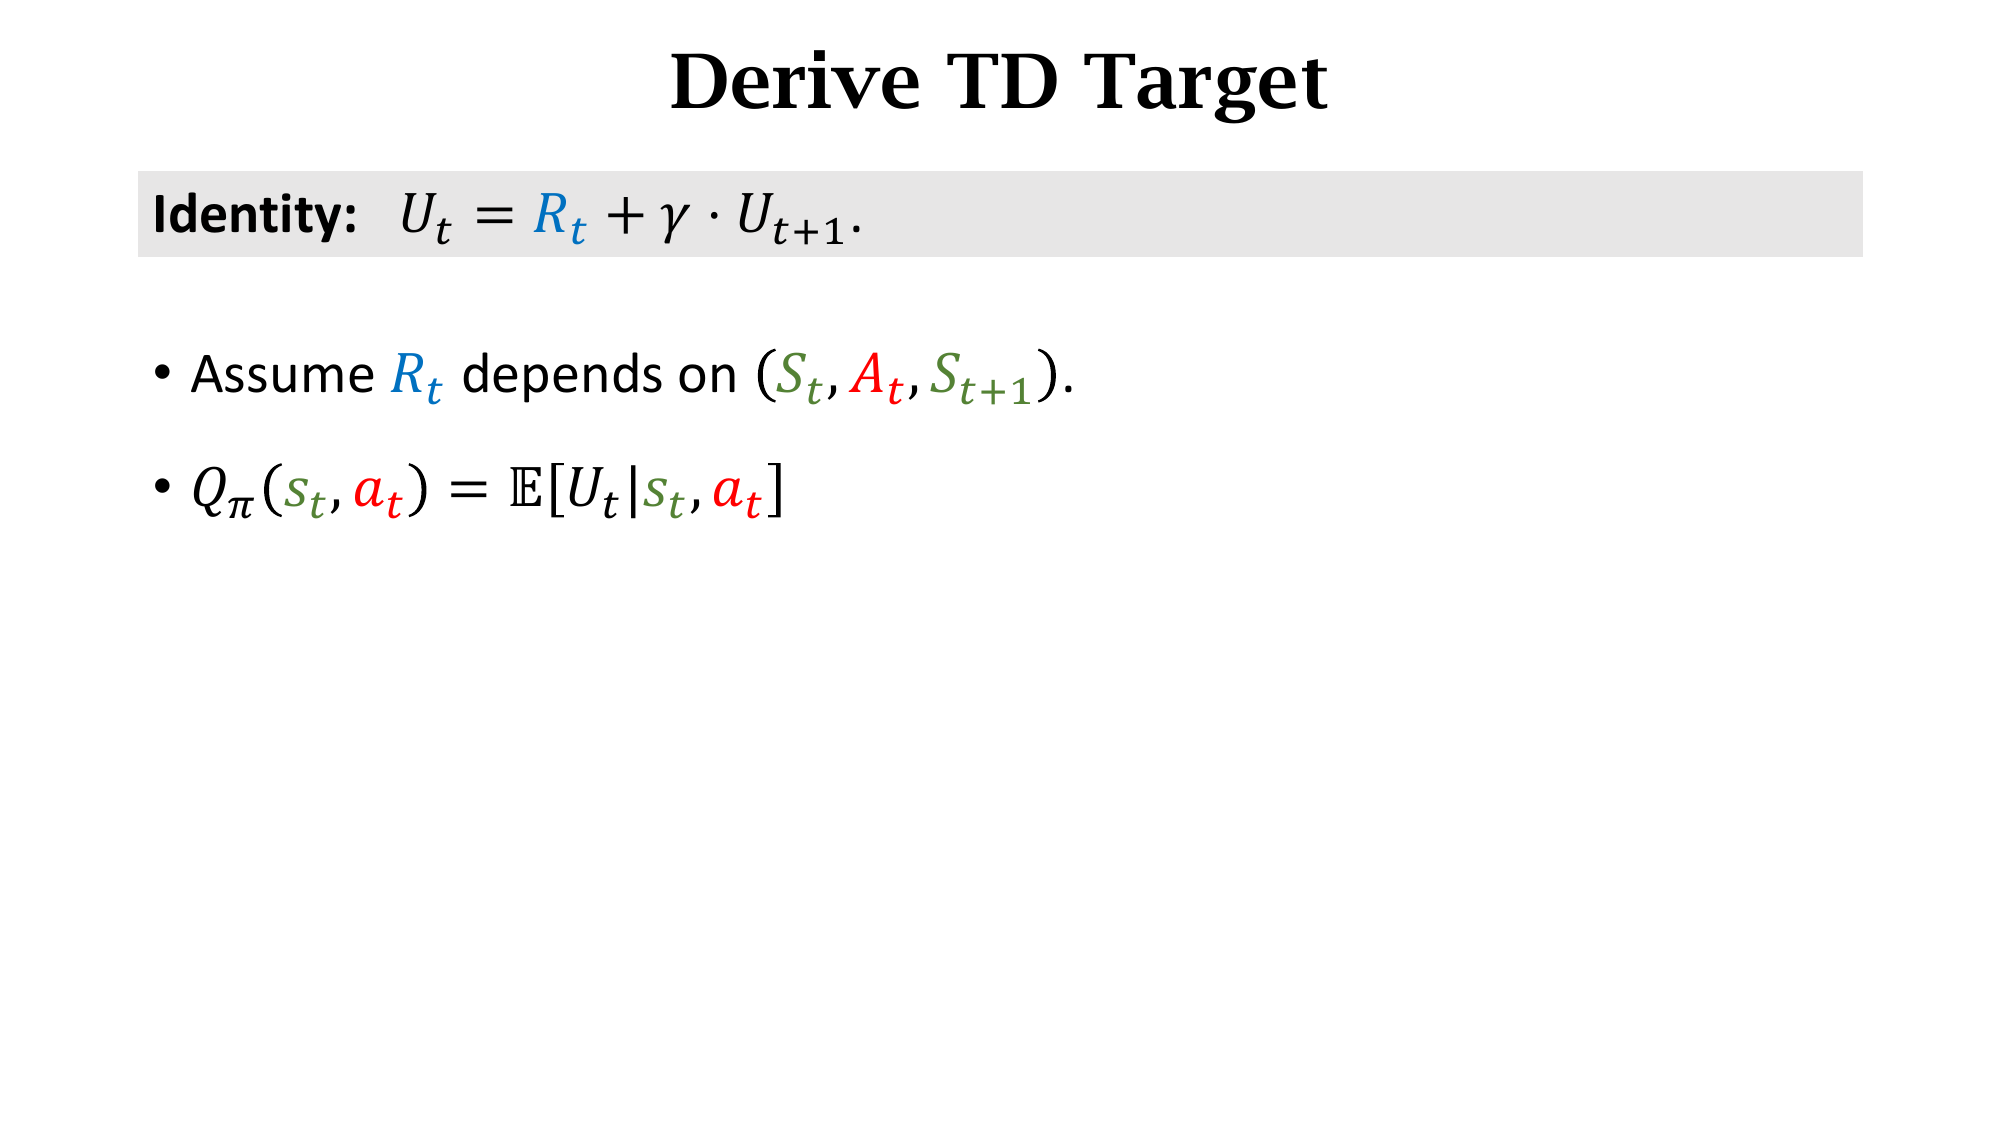 Derive TD Target
Identity: $U_t = R_t + \gamma \cdot U_{t+1}$.
• Assume $R_t$ depends on $(S_t, A_t, S_{t+1})$.
• $Q_\pi(s_t, a_t) = \mathbb{E}[U_t | s_t, a_t]$